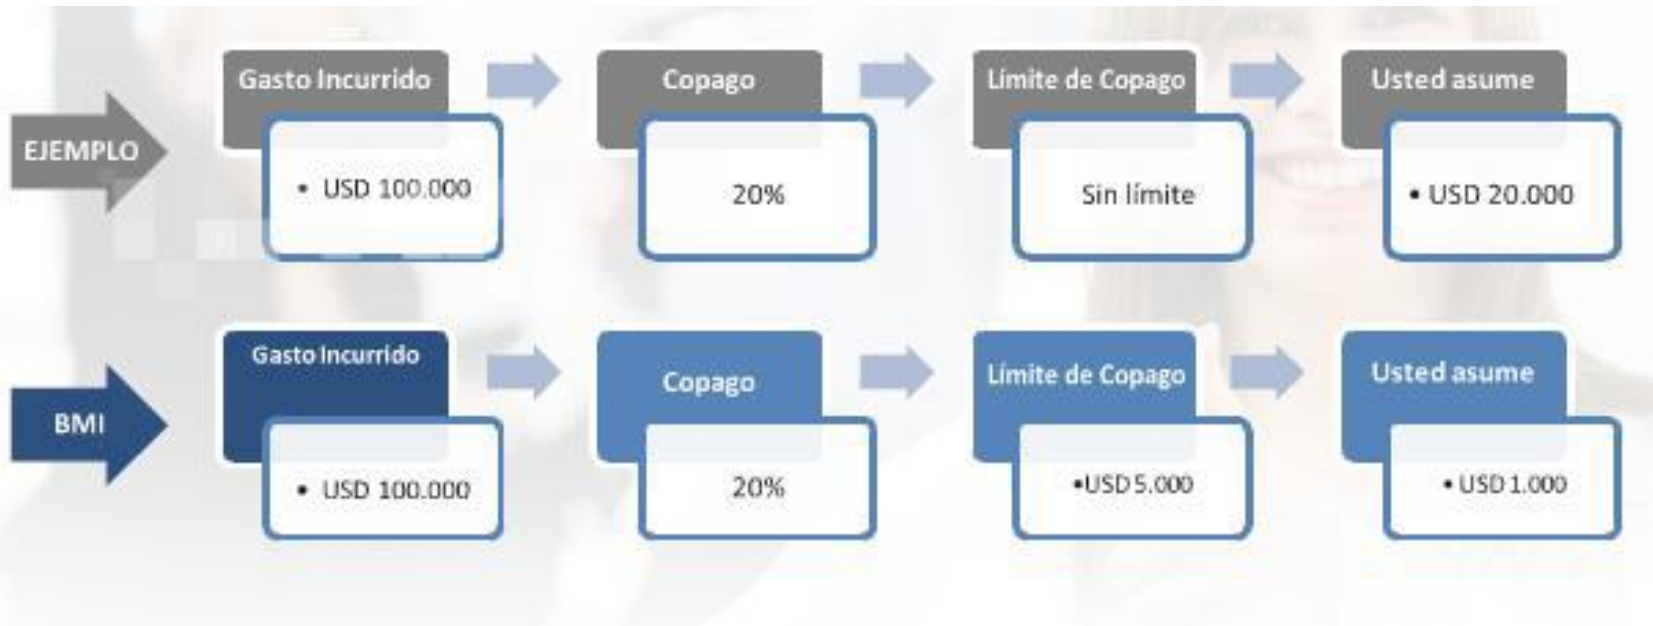 Gasto Incurrido
Copago
Límite de Copago
Usted asume
EJEMPLO
• USD 100.000
20%
Sin límite
• USD 20.000
Gasto Incurrido
Copago
Límite de Copago
Usted asume
BMI
• USD 100.000
20%
•USD 5.000
• USD 1.000